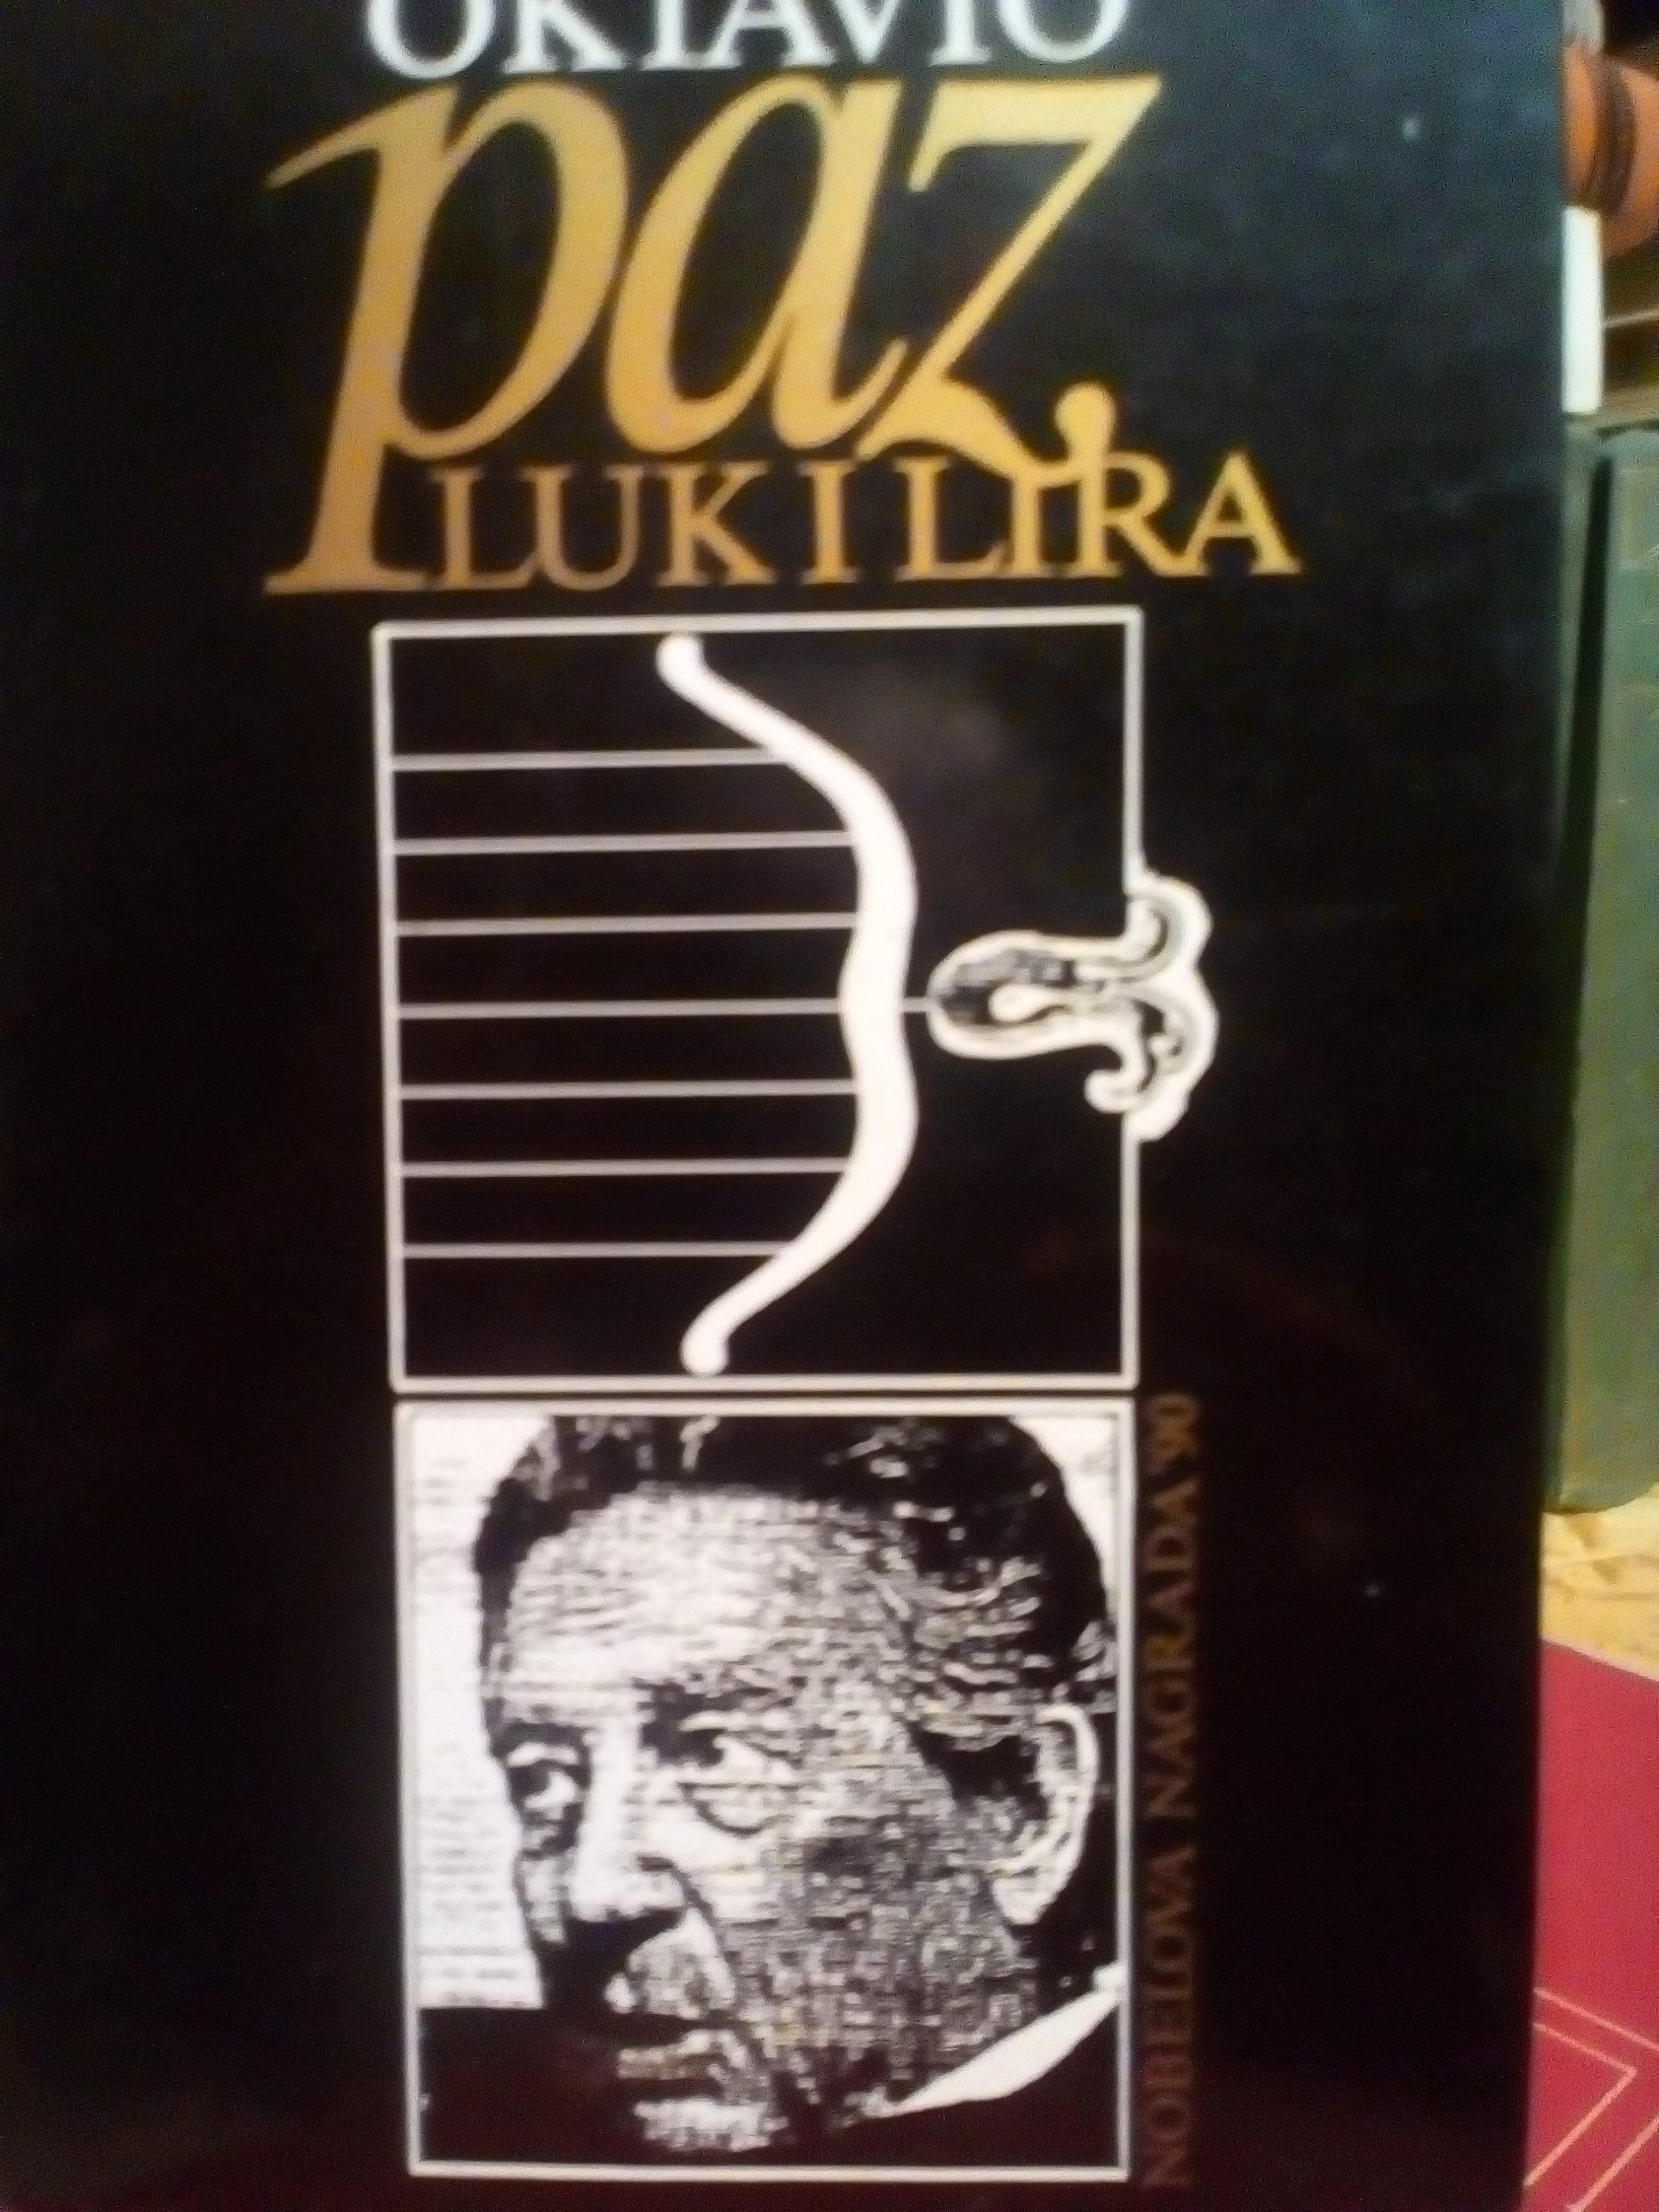 OKTAVIO
paz
LUK I LIRA
NOBELOVA NAGRADA '90